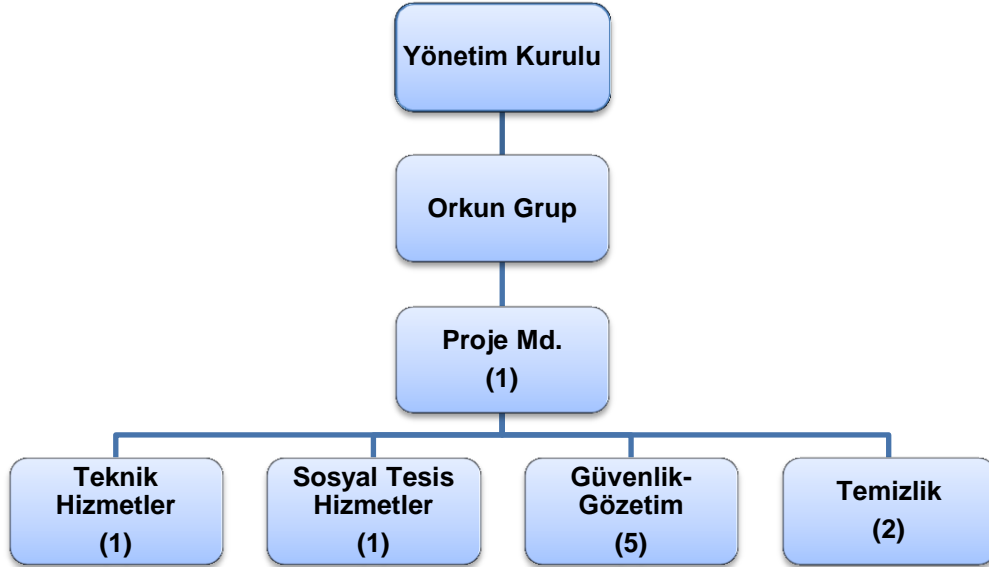 Yönetim Kurulu
Orkun Grup
Proje Md.
(1)
Teknik
Hizmetler
(1)
Sosyal Tesis
Hizmetler
(1)
Güvenlik-
Gözetim
(5)
Temizlik
(2)